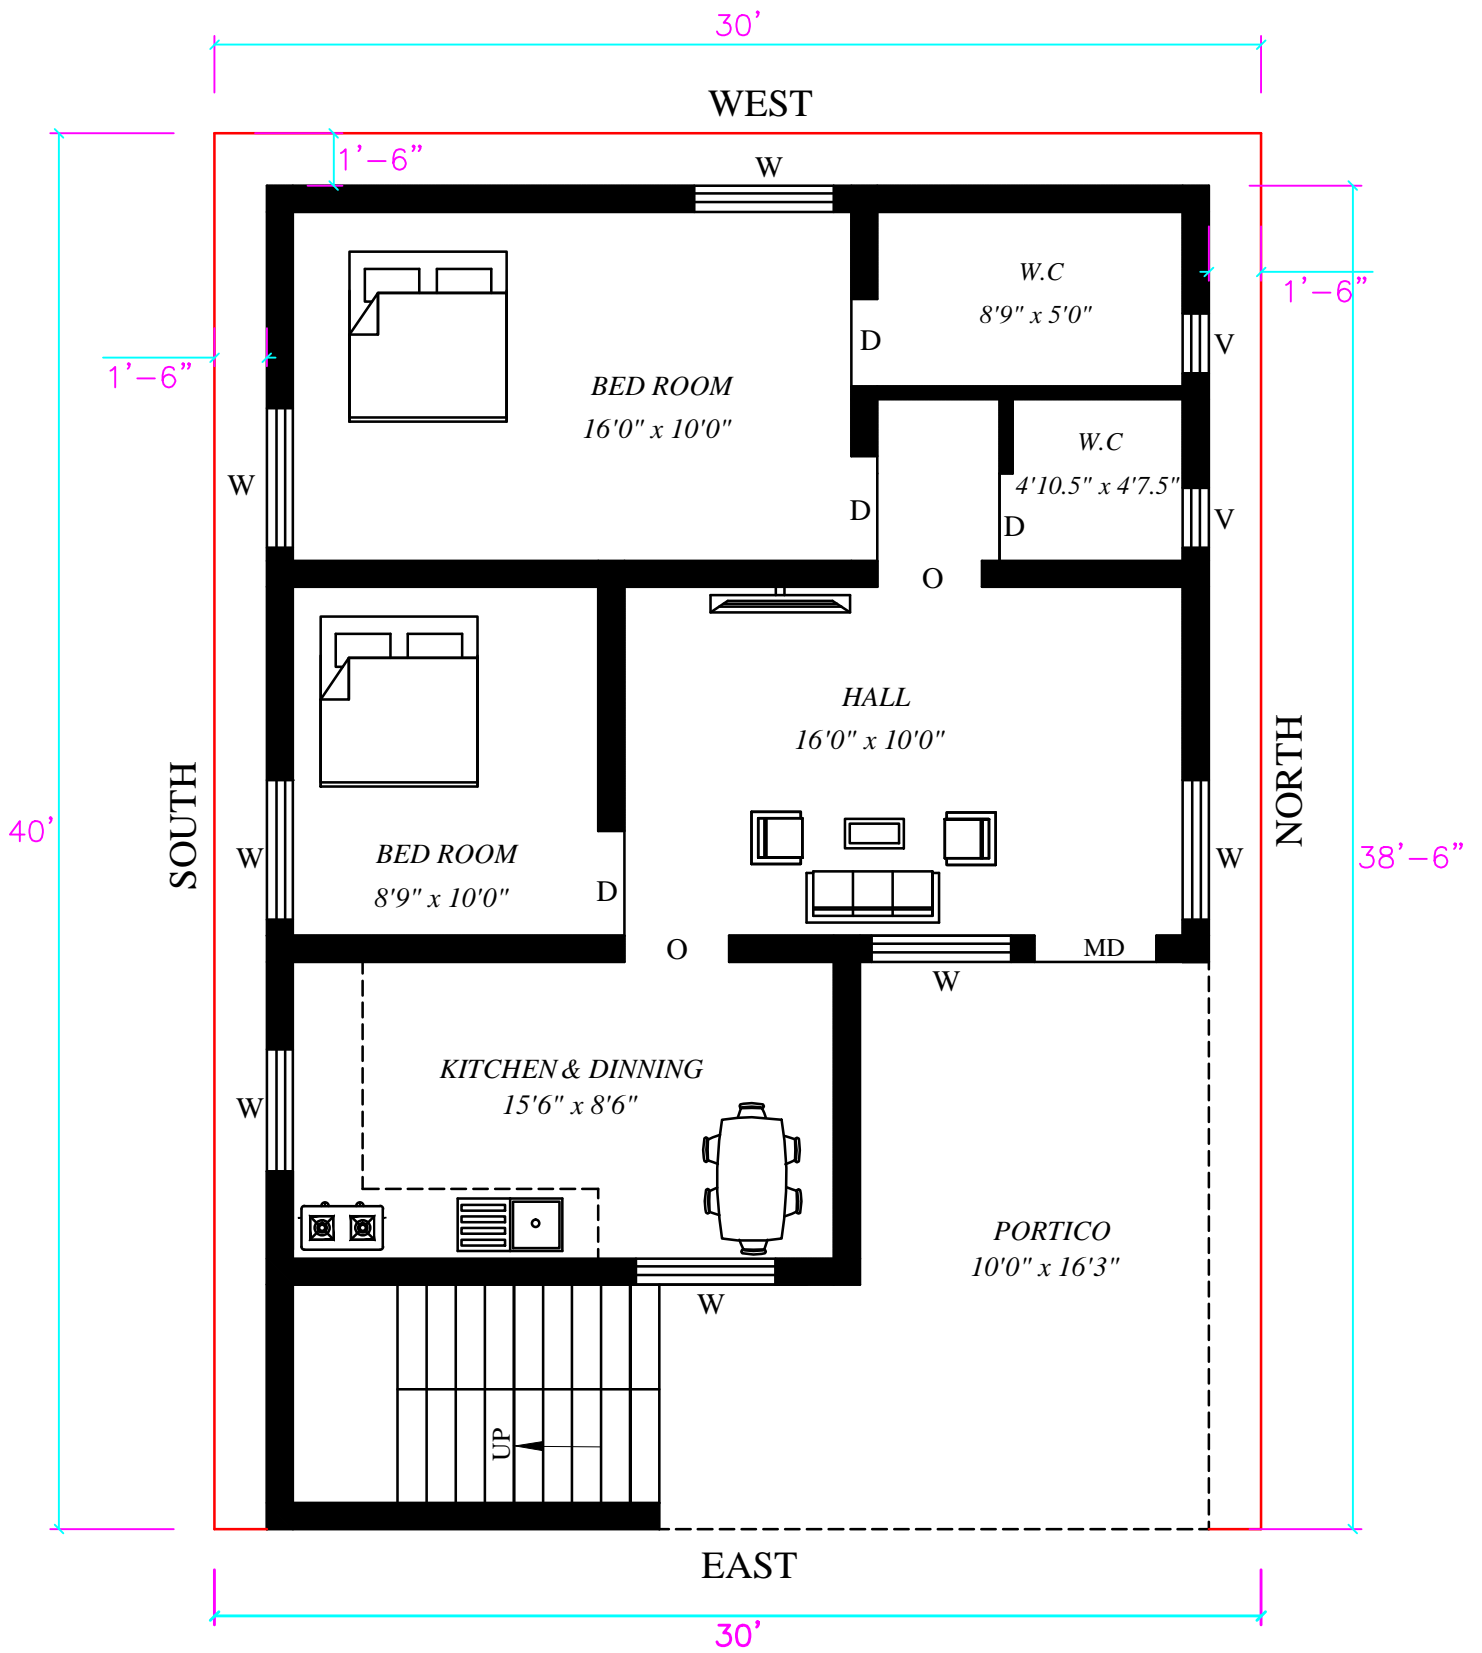 30'
WEST
1'-6"
W
W.C
8'9" x 5'0"
1'-6"
D
V
1'-6"
BED ROOM
16'0" x 10'0"
W.C
4'10.5" x 4'7.5"
W
D
D
V
O
HALL
16'0" x 10'0"
SOUTH
NORTH
40'
BED ROOM
8'9" x 10'0"
W
D
W
38'-6"
O
MD
W
KITCHEN & DINNING
15'6" x 8'6"
W
PORTICO
10'0" x 16'3"
W
UP
EAST
30'